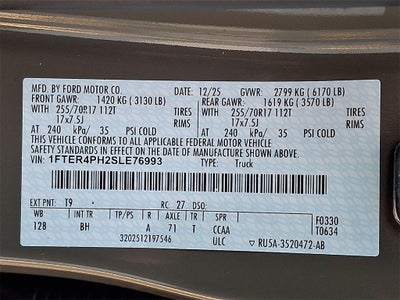 MFD. BY FORD MOTOR CO. 12/25 GVWR: 2799 KG ( 6170 LB)
FRONT GAWR: 1420 KG ( 3130 LB) REAR GAWR: 1619 KG ( 3570 LB)
255/70R17 112T TIRES 255/70R17 112T TIRES
17x7.5J RIMS 17x7.5J RIMS
AT 240 kPa/ 35 PSI COLD AT 240 kPa/ 35 PSI COLD
THIS VEHICLE CONFORMS TO ALL APPLICABLE FEDERAL MOTOR VEHICLE
SAFETY STANDARDS IN EFFECT ON THE DATE OF MANUFACTURE SHOWN ABOVE.
VIN: 1FTER4PH2SLE76993 TYPE: Truck
EXT PNT: T9 RC: 27 DSO:
WB INT TR TP/PS R AXLE TR SPR F0330
128 BH A 71 T CCAA T0634
3202512197546 ULC RU5A-3520472-AB